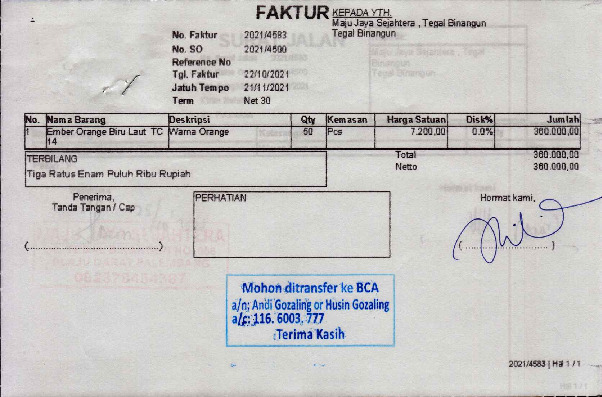 FAKTUR
KEPADA YTH.
Maju Jaya Sejahtera , Tegal Binangun
Tegal Binangun
No. Faktur 2021/4583
No. SO 2021/4500
Reference No
Tgl. Faktur 22/10/2021
Jatuh Tempo 21/11/2021
Term Net 30
No. Nama Barang Deskripsi Qty Kemasan Harga Satuan Disk% Jumlah
1 Ember Orange Biru Laut TC 14 Warna Orange 50 Pcs 7.200,00 0.0% 360.000,00
TERBILANG
Tiga Ratus Enam Puluh Ribu Rupiah
Total 360.000,00
Netto 360.000,00
Penerima,
Tanda Tangan / Cap
PERHATIAN
Hormat kami,
Mohon ditransfer ke BCA
a/n; Andi Gozaling or Husin Gozaling
a/c; 116. 6003. 777
Terima Kasih
2021/4583 | Hal 1 / 1